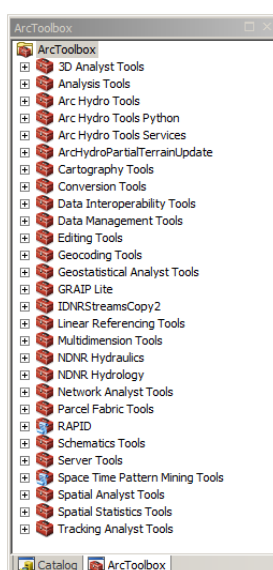 ArcToolbox
ArcToolbox
3D Analyst Tools
Analysis Tools
Arc Hydro Tools
Arc Hydro Tools Python
Arc Hydro Tools Services
ArcHydroPartialTerrainUpdate
Cartography Tools
Conversion Tools
Data Interoperability Tools
Data Management Tools
Editing Tools
Geocoding Tools
Geostatistical Analyst Tools
GRAIP Lite
IDNRStreamsCopy2
Linear Referencing Tools
Multidimension Tools
NDNR Hydraulics
NDNR Hydrology
Network Analyst Tools
Parcel Fabric Tools
RAPID
Schematics Tools
Server Tools
Space Time Pattern Mining Tools
Spatial Analyst Tools
Spatial Statistics Tools
Tracking Analyst Tools
Catalog ArcToolbox